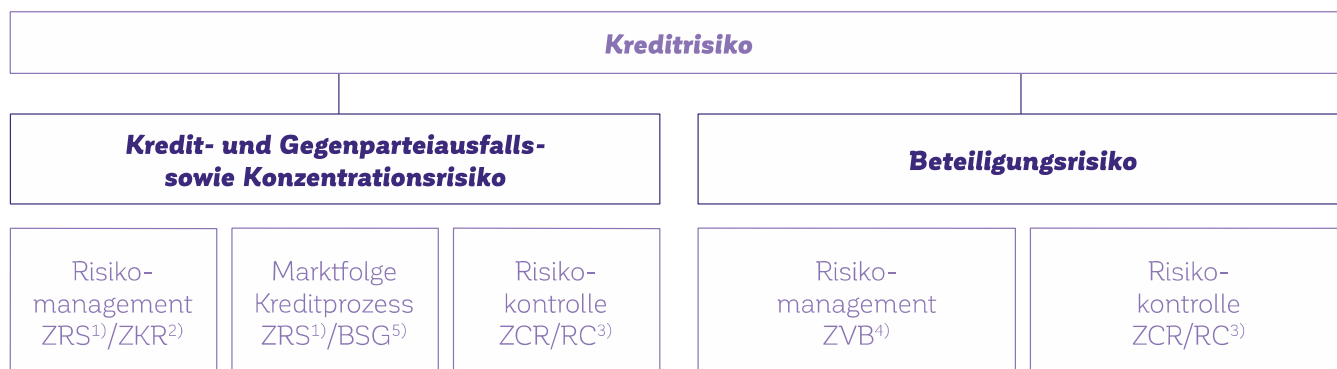 Kreditrisiko
Kredit- und Gegenparteiausfalls-
sowie Konzentrationsrisiko
Beteiligungsrisiko
Risiko-
management
ZRS¹⁾/ZKR²⁾
Marktfolge
Kreditprozess
ZRS¹⁾/BSG⁵⁾
Risiko-
kontrolle
ZCR/RC³⁾
Risiko-
management
ZVB⁴⁾
Risiko-
kontrolle
ZCR/RC³⁾